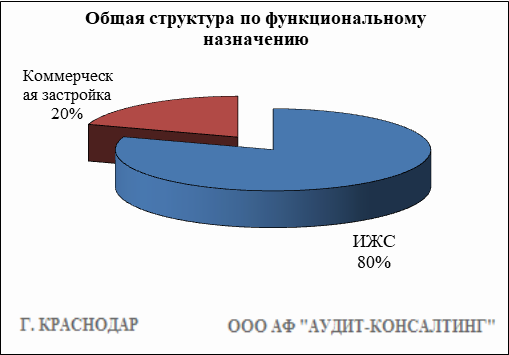 Общая структура по функциональному
назначению
Коммерческ
ая застройка
20%
ИЖС
80%
Г. КРАСНОДАР
ООО АФ "АУДИТ-КОНСАЛТИНГ"